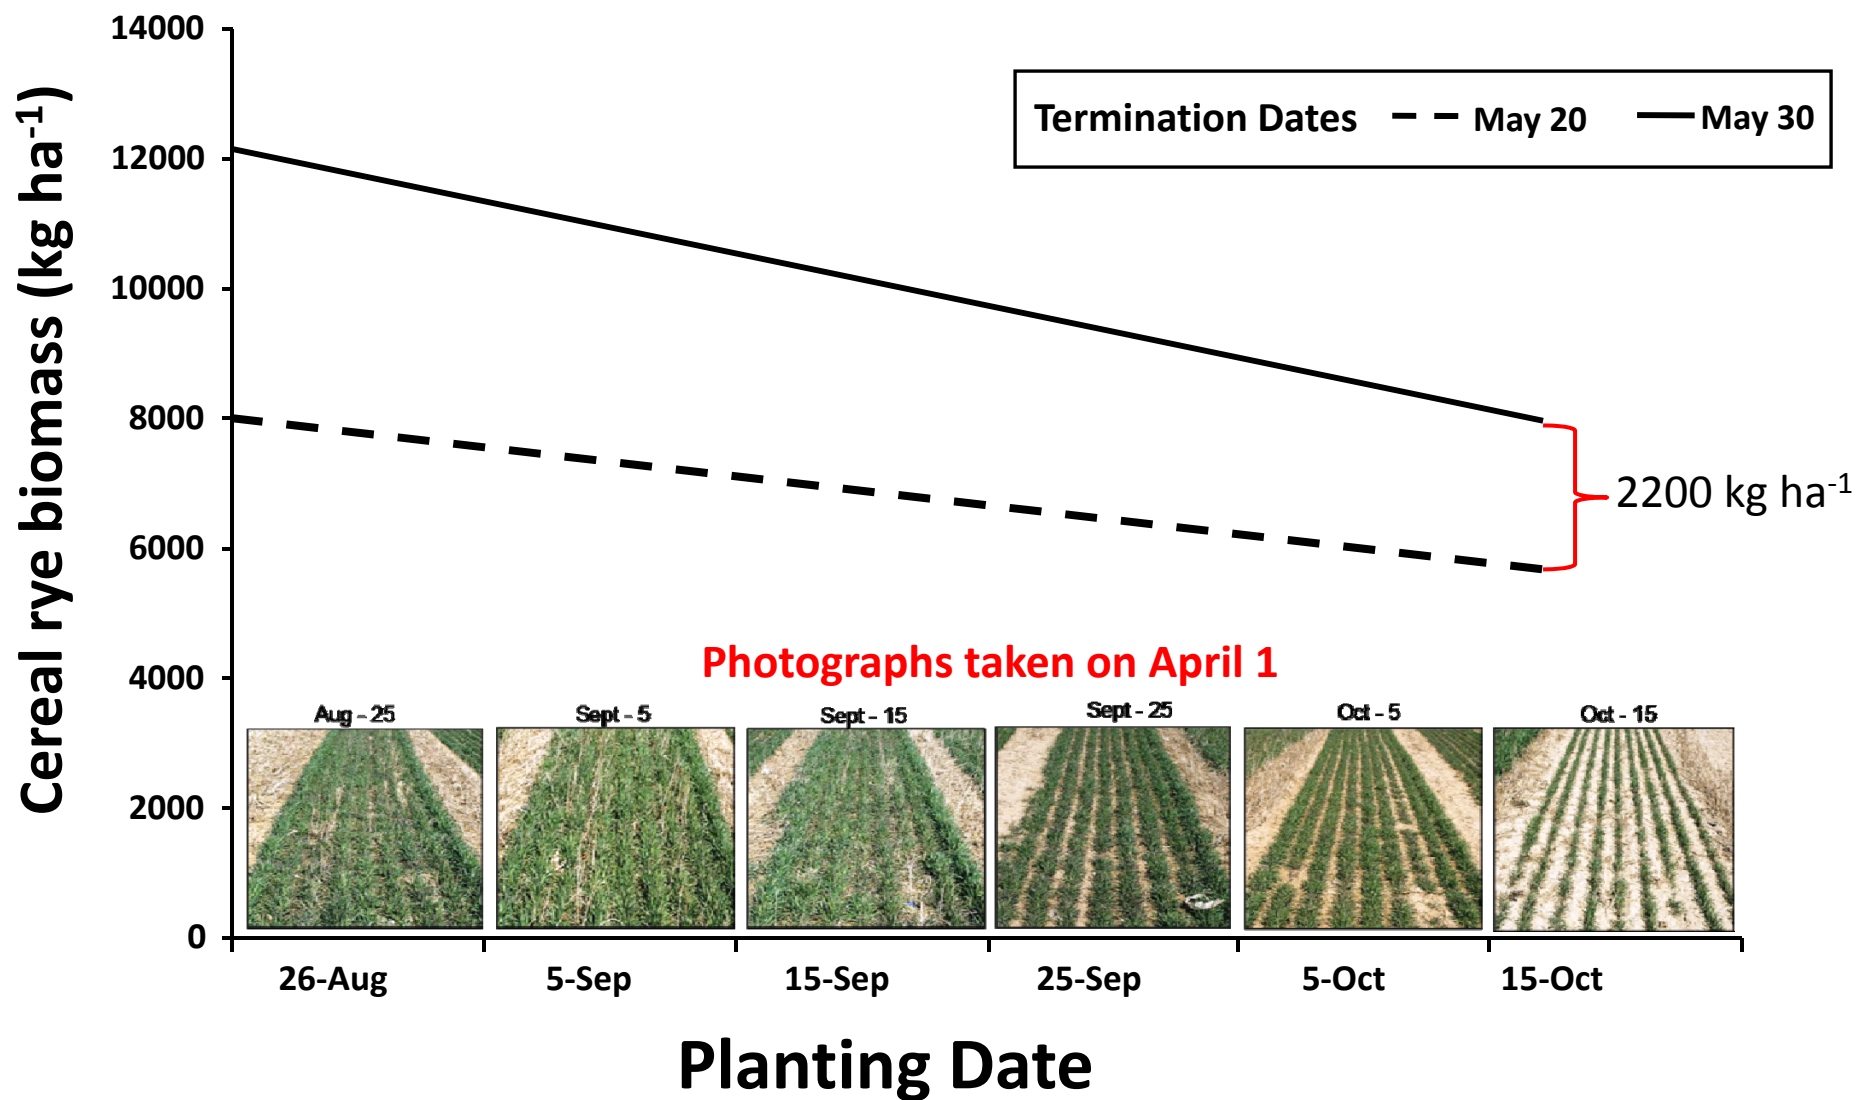 Cereal rye biomass (kg ha⁻¹)
14000
12000
10000
8000
6000
4000
2000
0
Termination Dates May 20 May 30
2200 kg ha⁻¹
Photographs taken on April 1
Aug - 25 Sept - 5 Sept - 15 Sept - 25 Oct - 5 Oct - 15
26-Aug 5-Sep 15-Sep 25-Sep 5-Oct 15-Oct
Planting Date